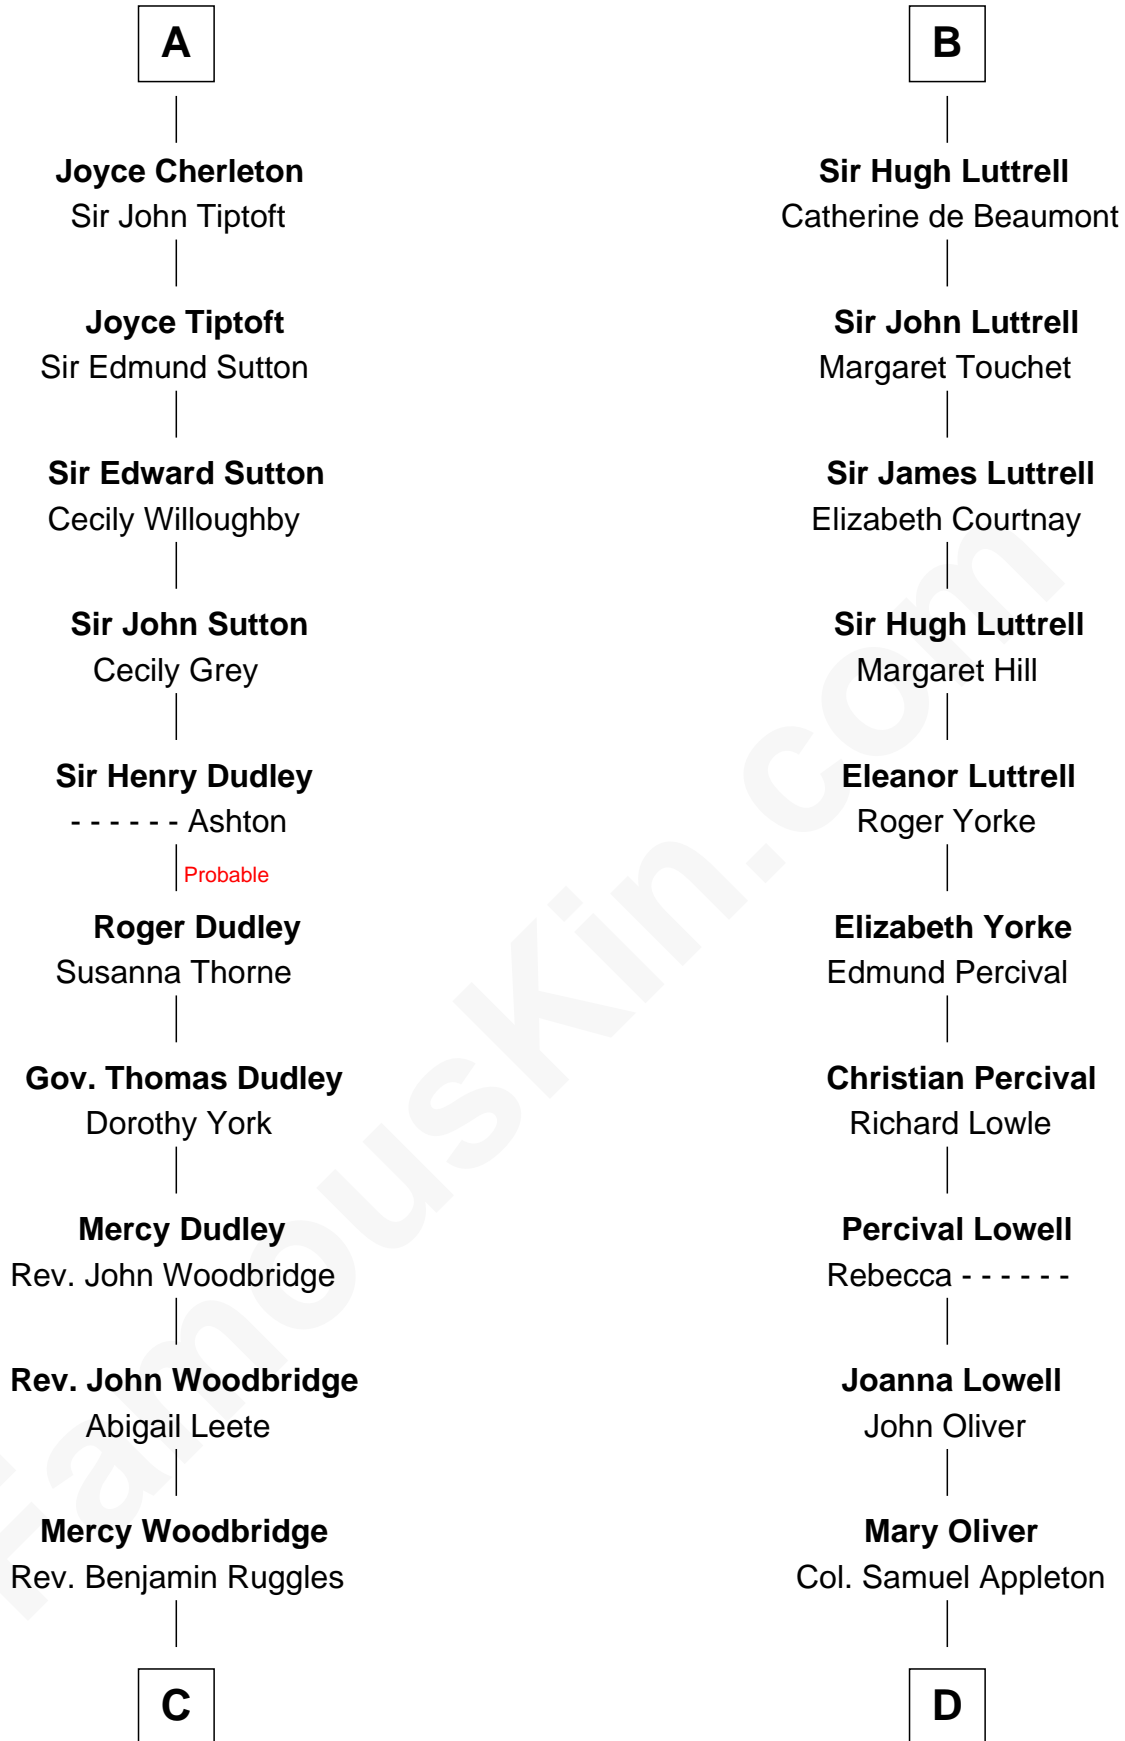 A
Joyce Cherleton
Sir John Tiptoft
Joyce Tiptoft
Sir Edmund Sutton
Sir Edward Sutton
Cecily Willoughby
Sir John Sutton
Cecily Grey
Sir Henry Dudley
- - - - - - Ashton
Probable
Roger Dudley
Susanna Thorne
Gov. Thomas Dudley
Dorothy York
Mercy Dudley
Rev. John Woodbridge
Rev. John Woodbridge
Abigail Leete
Mercy Woodbridge
Rev. Benjamin Ruggles
C
B
Sir Hugh Luttrell
Catherine de Beaumont
Sir John Luttrell
Margaret Touchet
Sir James Luttrell
Elizabeth Courtnay
Sir Hugh Luttrell
Margaret Hill
Eleanor Luttrell
Roger Yorke
Elizabeth Yorke
Edmund Percival
Christian Percival
Richard Lowle
Percival Lowell
Rebecca - - - - - -
Joanna Lowell
John Oliver
Mary Oliver
Col. Samuel Appleton
D
FamousKin.com